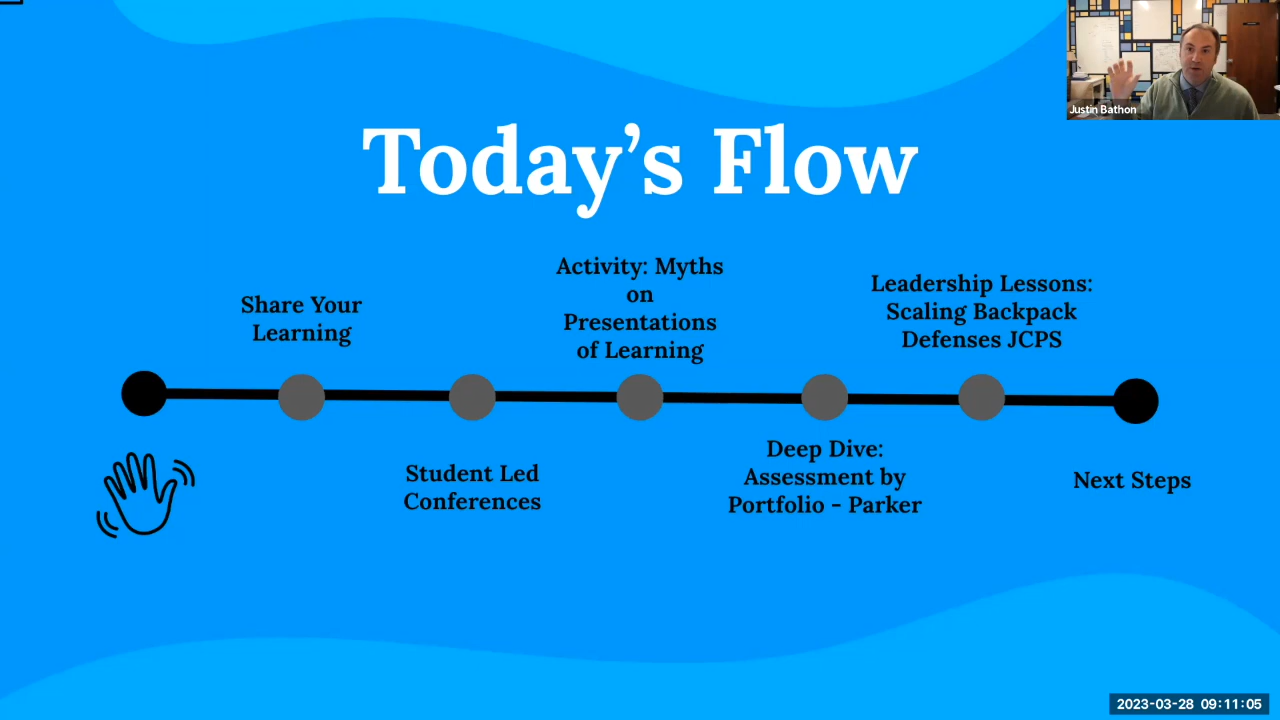 Justin Bathon
Today’s Flow
Share Your
Learning
Student Led
Conferences
Activity: Myths
on
Presentations
of Learning
Deep Dive:
Assessment by
Portfolio - Parker
Leadership Lessons:
Scaling Backpack
Defenses JCPS
Next Steps
2023-03-28 09:11:05